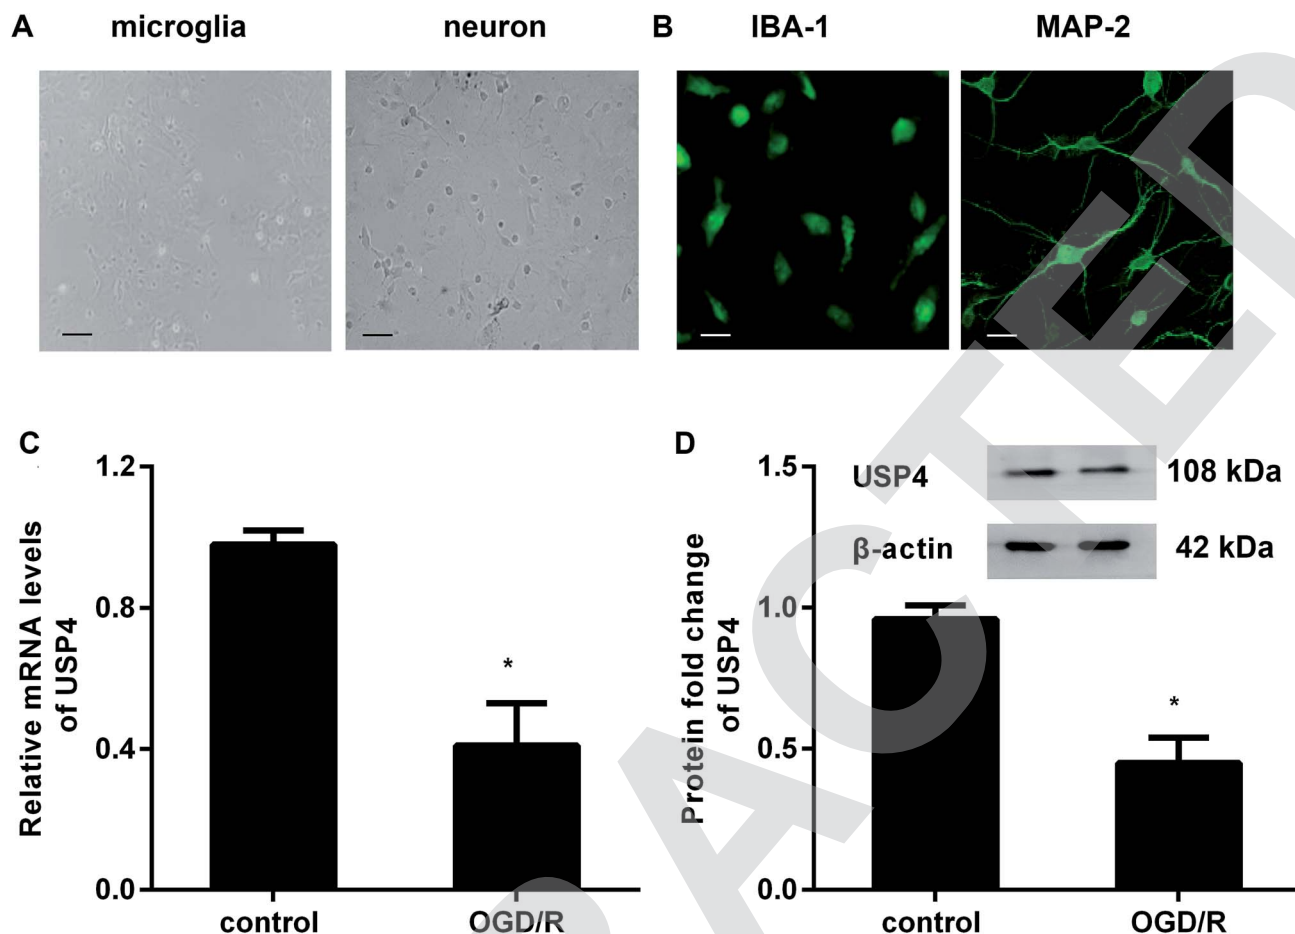 A microglia neuron
B IBA-1 MAP-2
C
1.2
0.8
0.4
0.0
Relative mRNA levels
of USP4
*
control OGD/R
D
1.5
1.0
0.5
0.0
Protein fold change
of USP4
USP4 108 kDa
β-actin 42 kDa
*
control OGD/R
RACTED